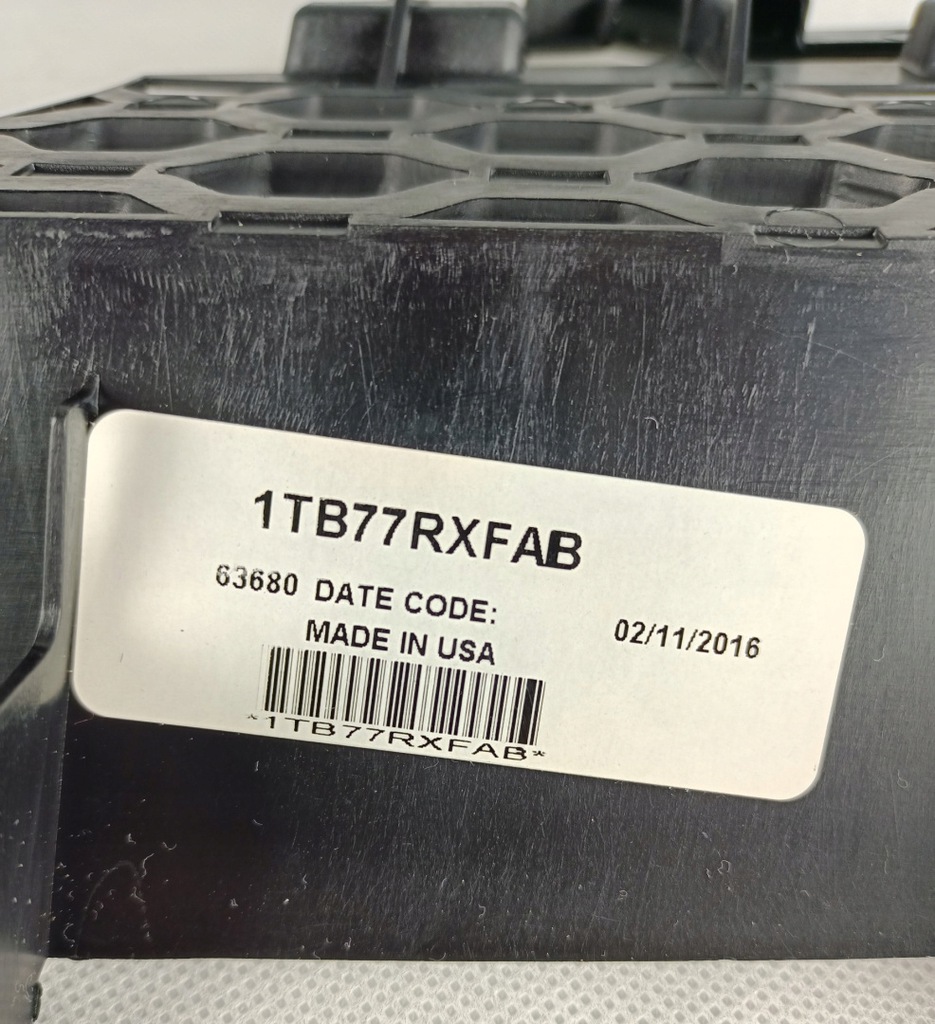 1TB77RXFAB
63680 DATE CODE: 02/11/2016
MADE IN USA
*1TB77RXFAB*